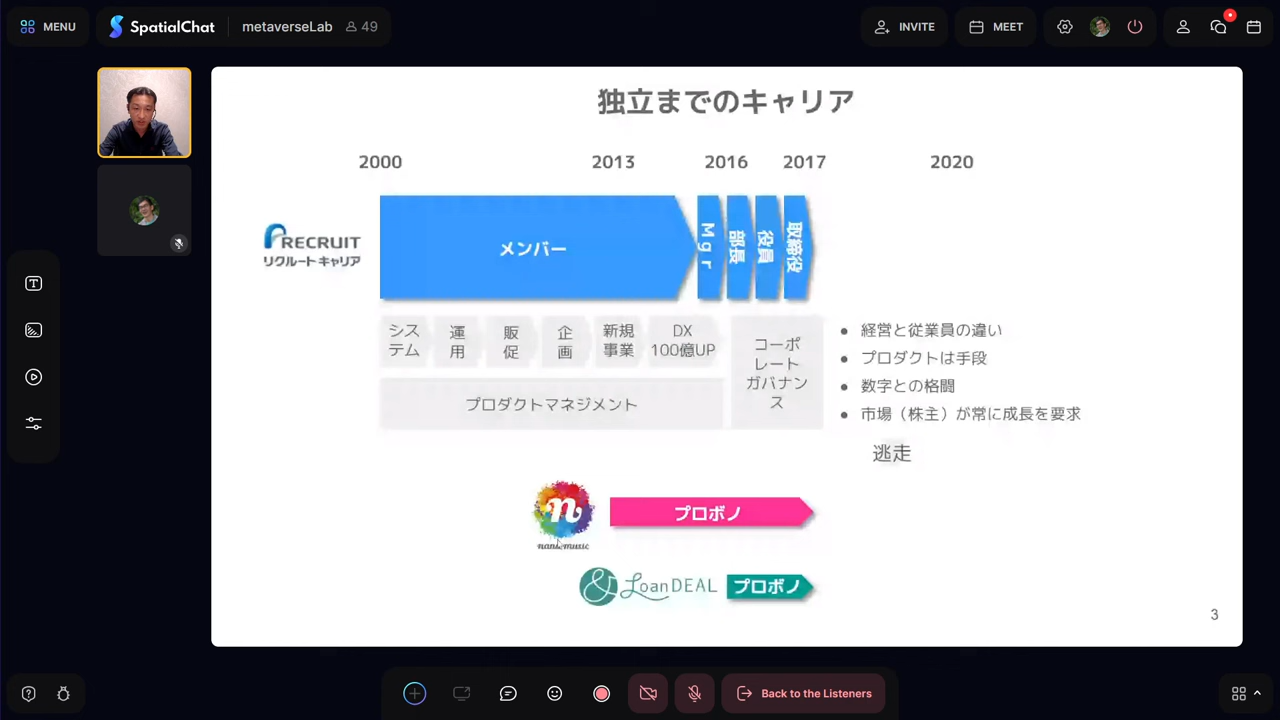 MENU
SpatialChat
metaverseLab
49
INVITE
MEET
独立までのキャリア
2000
2013
2016
2017
2020
RECRUIT
リクルートキャリア
メンバー
Mgr
部長
役員
取締役
シス
テム
運
用
販
促
企
画
新規
事業
DX
100億UP
コーポ
レート
ガバナン
ス
プロダクトマネジメント
● 経営と従業員の違い
● プロダクトは手段
● 数字との格闘
● 市場（株主）が常に成長を要求
逃走
n
nanamusic
プロボノ
& LoanDEAL
プロボノ
3
Back to the Listeners